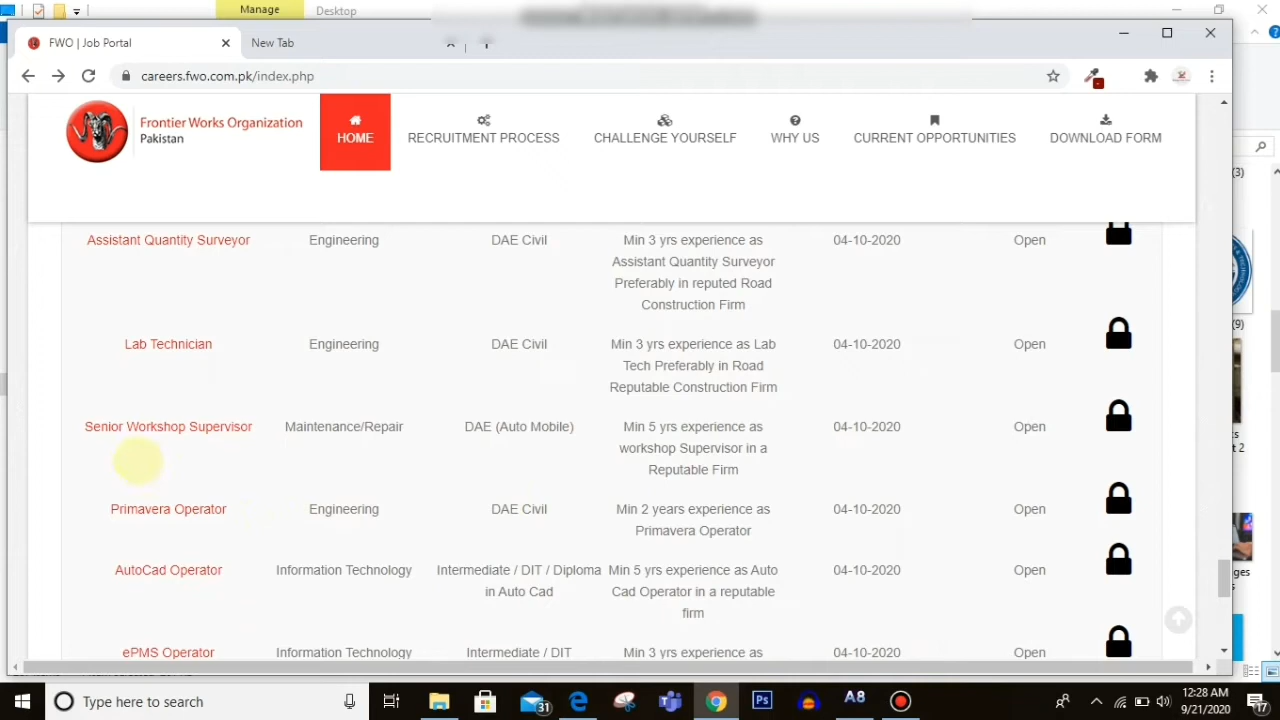 Manage
Desktop
FWO | Job Portal
New Tab
careers.fwo.com.pk/index.php
Frontier Works Organization
Pakistan
HOME
RECRUITMENT PROCESS
CHALLENGE YOURSELF
WHY US
CURRENT OPPORTUNITIES
DOWNLOAD FORM
(3)
Assistant Quantity Surveyor Engineering DAE Civil Min 3 yrs experience as 04-10-2020 Open
Assistant Quantity Surveyor
Preferably in reputed Road
Construction Firm
(9)
Lab Technician Engineering DAE Civil Min 3 yrs experience as Lab 04-10-2020 Open
Tech Preferably in Road
Reputable Construction Firm
Senior Workshop Supervisor Maintenance/Repair DAE (Auto Mobile) Min 5 yrs experience as 04-10-2020 Open
workshop Supervisor in a
Reputable Firm
Primavera Operator Engineering DAE Civil Min 2 years experience as 04-10-2020 Open
Primavera Operator
AutoCad Operator Information Technology Intermediate / DIT / Diploma Min 5 yrs experience as Auto 04-10-2020 Open
in Auto Cad Cad Operator in a reputable
firm
ePMS Operator Information Technology Intermediate / DIT Min 3 yrs experience as 04-10-2020 Open
Type here to search
31
Ps
A8
12:28 AM
9/21/2020
17